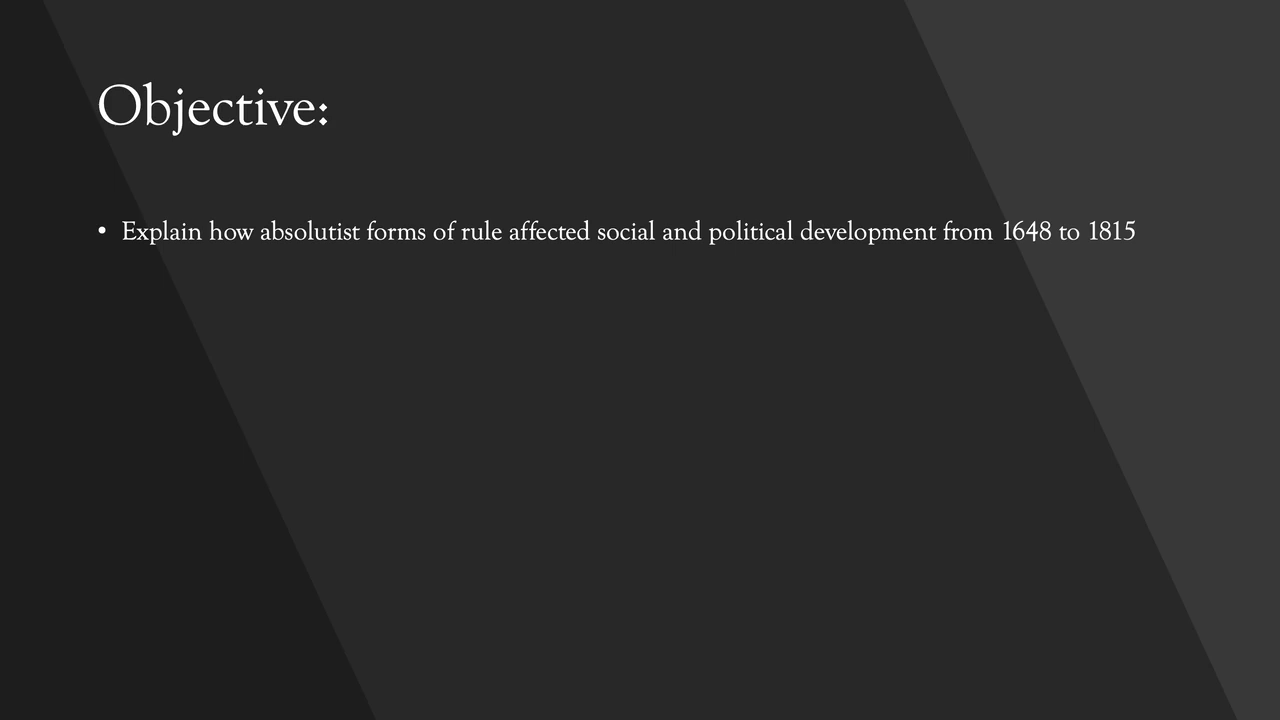 Objective:
• Explain how absolutist forms of rule affected social and political development from 1648 to 1815